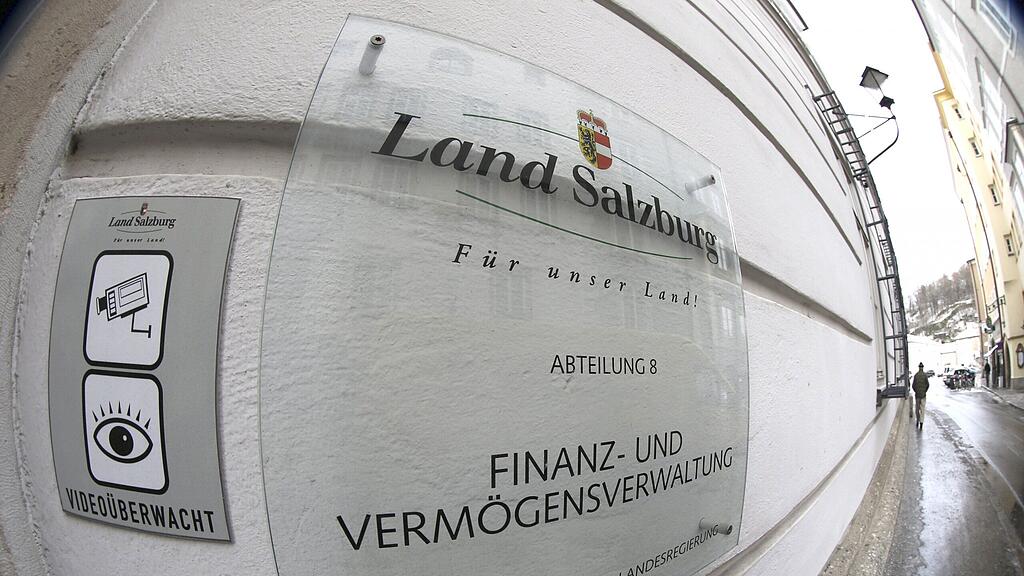 Land Salzburg
Für unser Land!
VIDEOÜBERWACHT
Land Salzburg
Für unser Land!
ABTEILUNG 8
FINANZ- UND
VERMÖGENSVERWALTUNG
LANDESREGIERUNG